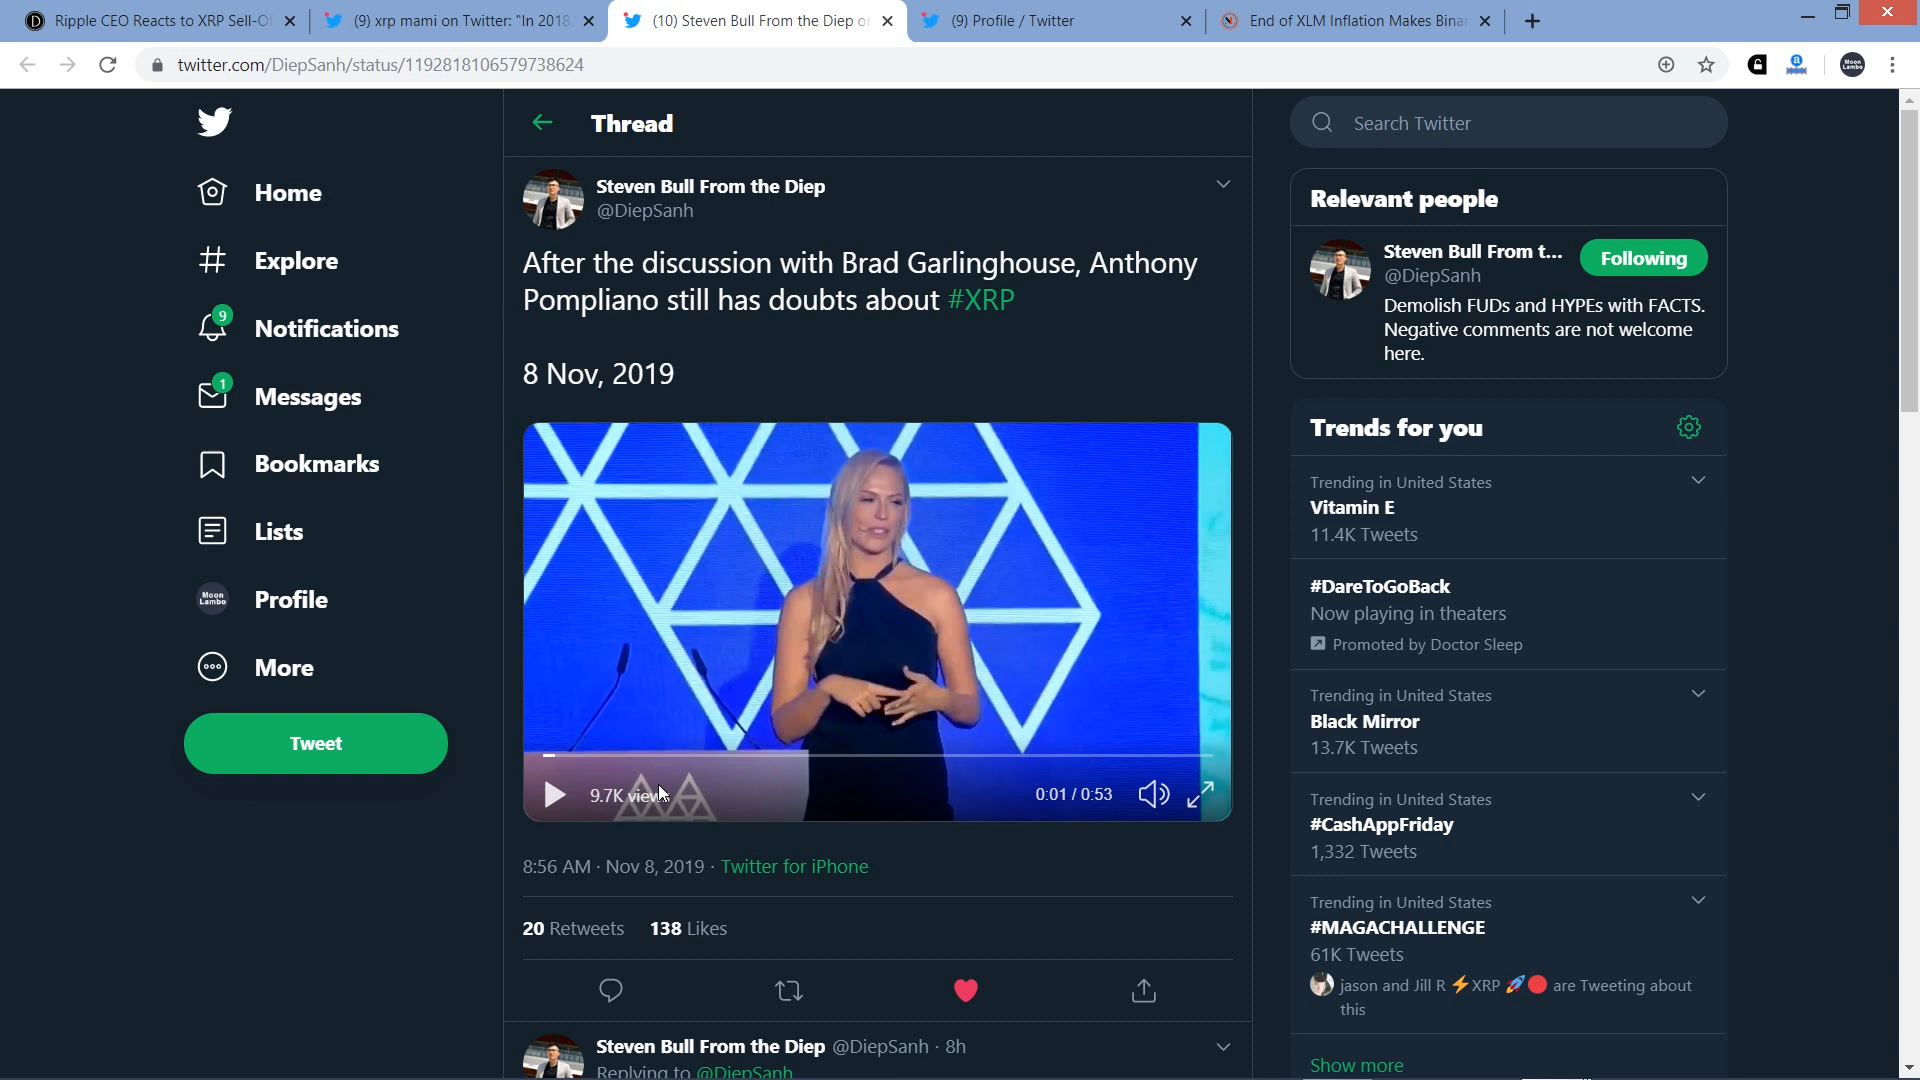 Ripple CEO Reacts to XRP Sell-O
(9) xrp mami on Twitter: "In 2018
(10) Steven Bull From the Diep o
(9) Profile / Twitter
End of XLM Inflation Makes Bina
twitter.com/DiepSanh/status/1192818106579738624
Home
Explore
9
Notifications
1
Messages
Bookmarks
Lists
Moon
Lambo
Profile
More
Tweet
Thread
Steven Bull From the Diep
@DiepSanh
After the discussion with Brad Garlinghouse, Anthony
Pompliano still has doubts about #XRP
8 Nov, 2019
9.7K views
0:01 / 0:53
8:56 AM · Nov 8, 2019 · Twitter for iPhone
20 Retweets 138 Likes
Steven Bull From the Diep @DiepSanh · 8h
Replying to @DiepSanh
Search Twitter
Relevant people
Steven Bull From t...
@DiepSanh
Following
Demolish FUDs and HYPEs with FACTS.
Negative comments are not welcome
here.
Trends for you
Trending in United States
Vitamin E
11.4K Tweets
#DareToGoBack
Now playing in theaters
Promoted by Doctor Sleep
Trending in United States
Black Mirror
13.7K Tweets
Trending in United States
#CashAppFriday
1,332 Tweets
Trending in United States
#MAGACHALLENGE
61K Tweets
jason and Jill R ⚡XRP 🚀🔴 are Tweeting about
this
Show more